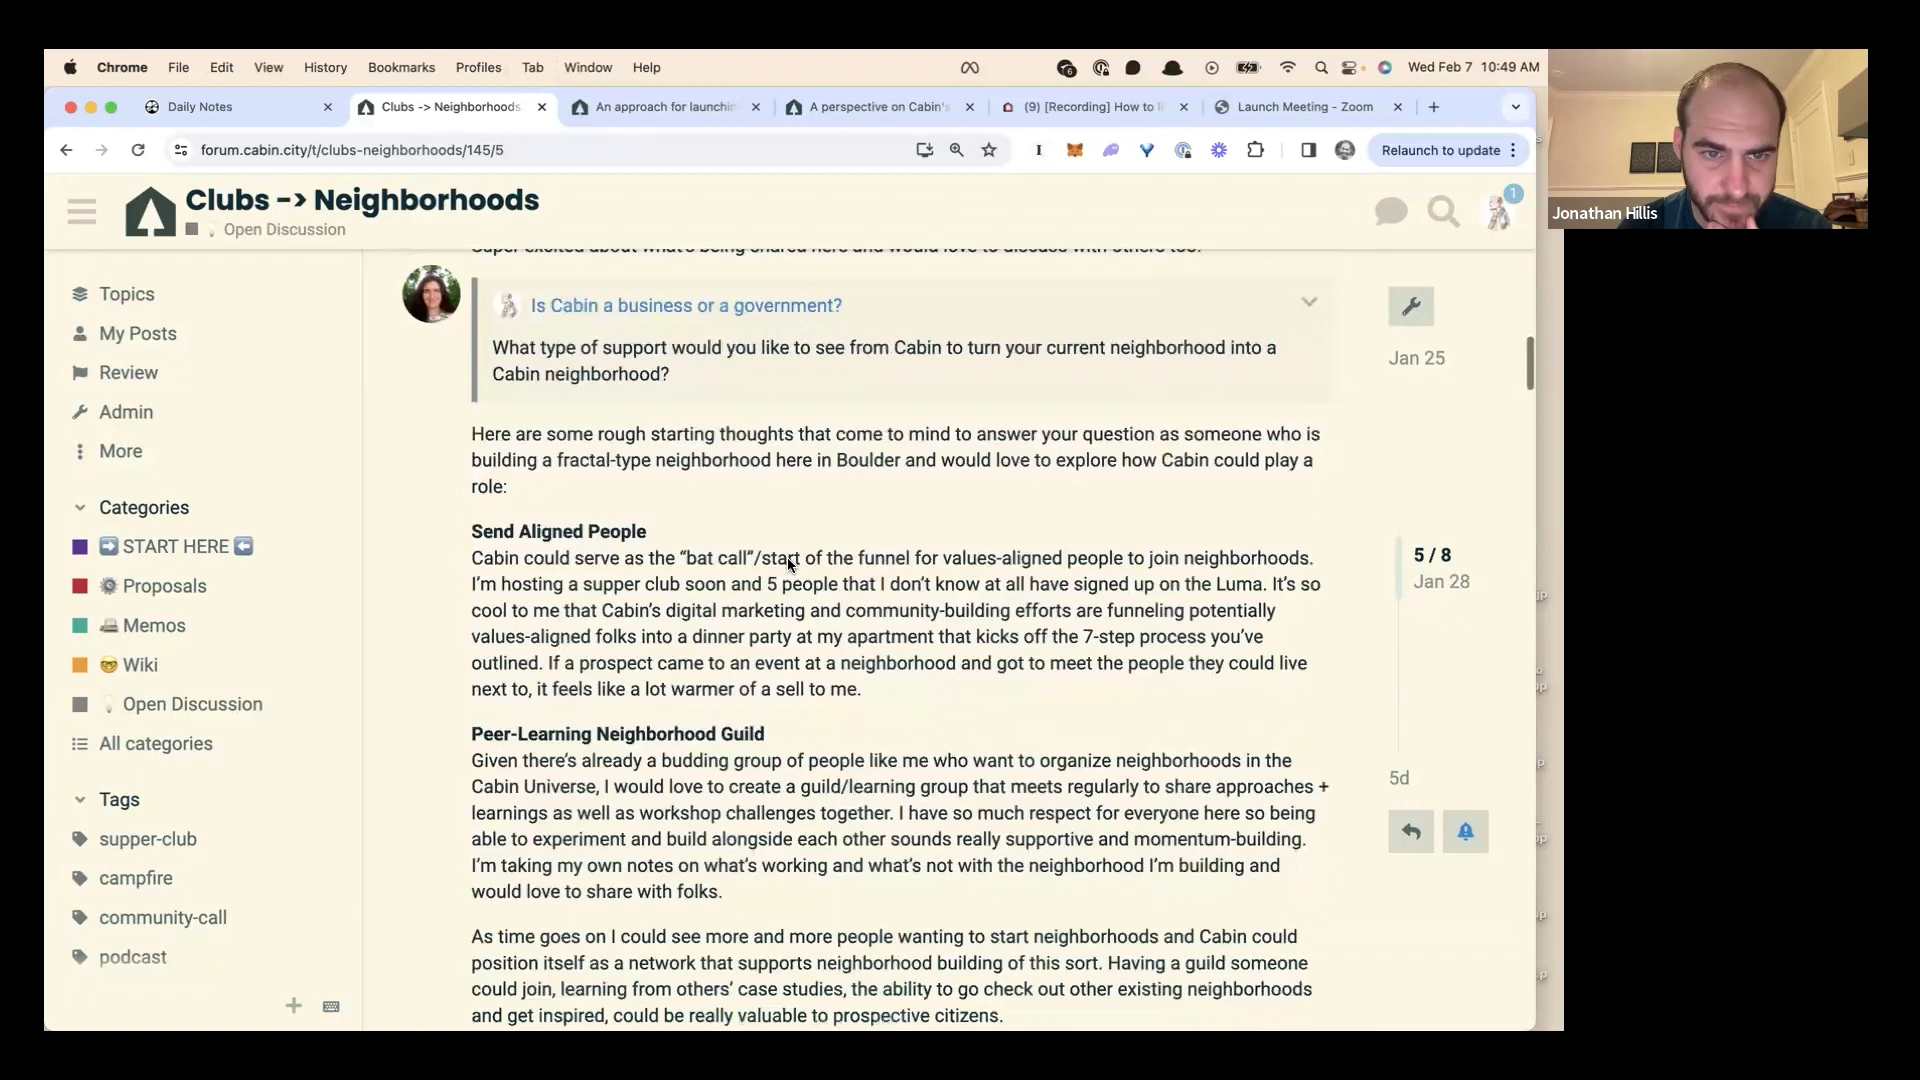 Chrome File Edit View History Bookmarks Profiles Tab Window Help
6
Wed Feb 7 10:49 AM
Daily Notes
Clubs -> Neighborhoods
An approach for launchin
A perspective on Cabin's
(9) [Recording] How to li
Launch Meeting - Zoom
forum.cabin.city/t/clubs-neighborhoods/145/5
Relaunch to update
Jonathan Hillis
Clubs -> Neighborhoods
Open Discussion
1
Super excited about what's being shared here and would love to discuss with others too!
Topics
My Posts
Review
Admin
More
Categories
➡️ START HERE ⬅️
⚙️ Proposals
📠 Memos
🤓 Wiki
💡 Open Discussion
All categories
Tags
supper-club
campfire
community-call
podcast
Is Cabin a business or a government?
What type of support would you like to see from Cabin to turn your current neighborhood into a
Cabin neighborhood?
Here are some rough starting thoughts that come to mind to answer your question as someone who is
building a fractal-type neighborhood here in Boulder and would love to explore how Cabin could play a
role:
Send Aligned People
Cabin could serve as the “bat call”/start of the funnel for values-aligned people to join neighborhoods.
I’m hosting a supper club soon and 5 people that I don’t know at all have signed up on the Luma. It’s so
cool to me that Cabin’s digital marketing and community-building efforts are funneling potentially
values-aligned folks into a dinner party at my apartment that kicks off the 7-step process you’ve
outlined. If a prospect came to an event at a neighborhood and got to meet the people they could live
next to, it feels like a lot warmer of a sell to me.
Peer-Learning Neighborhood Guild
Given there’s already a budding group of people like me who want to organize neighborhoods in the
Cabin Universe, I would love to create a guild/learning group that meets regularly to share approaches +
learnings as well as workshop challenges together. I have so much respect for everyone here so being
able to experiment and build alongside each other sounds really supportive and momentum-building.
I’m taking my own notes on what’s working and what’s not with the neighborhood I’m building and
would love to share with folks.
As time goes on I could see more and more people wanting to start neighborhoods and Cabin could
position itself as a network that supports neighborhood building of this sort. Having a guild someone
could join, learning from others’ case studies, the ability to go check out other existing neighborhoods
and get inspired, could be really valuable to prospective citizens.
Jan 25
5 / 8
Jan 28
5d